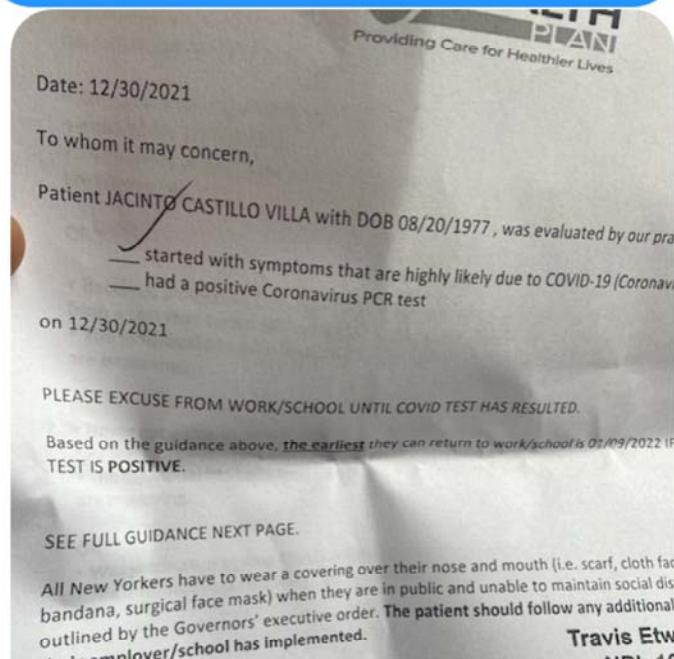 PLAN
Providing Care for Healthier Lives
Date: 12/30/2021
To whom it may concern,
Patient JACINTO CASTILLO VILLA with DOB 08/20/1977 , was evaluated by our
started with symptoms that are highly likely due to COVID-19 (Coronavi
had a positive Coronavirus PCR test
on 12/30/2021
PLEASE EXCUSE FROM WORK/SCHOOL UNTIL COVID TEST HAS RESULTED.
Based on the guidance above, the earliest they can return to work/school is 01/09/2022 IF
TEST IS POSITIVE.
SEE FULL GUIDANCE NEXT PAGE.
All New Yorkers have to wear a covering over their nose and mouth (i.e. scarf, cloth fac
bandana, surgical face mask) when they are in public and unable to maintain social dis
outlined by the Governors' executive order. The patient should follow any additional
employer/school has implemented.
Travis Etw